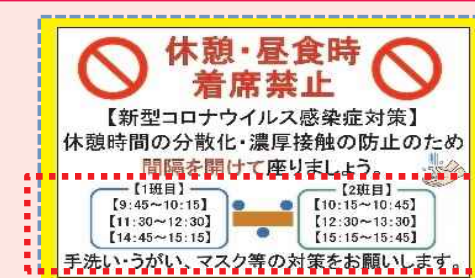 休憩・昼食時
着席禁止
【新型コロナウイルス感染症対策】
休憩時間の分散化・濃厚接触の防止のため
間隔を開けて座りましょう。
【1班目】
【9:45～10:15】
【11:30～12:30】
【14:45～15:15】
【2班目】
【10:15～10:45】
【12:30～13:30】
【15:15～15:45】
手洗い・うがい、マスク等の対策をお願いします。